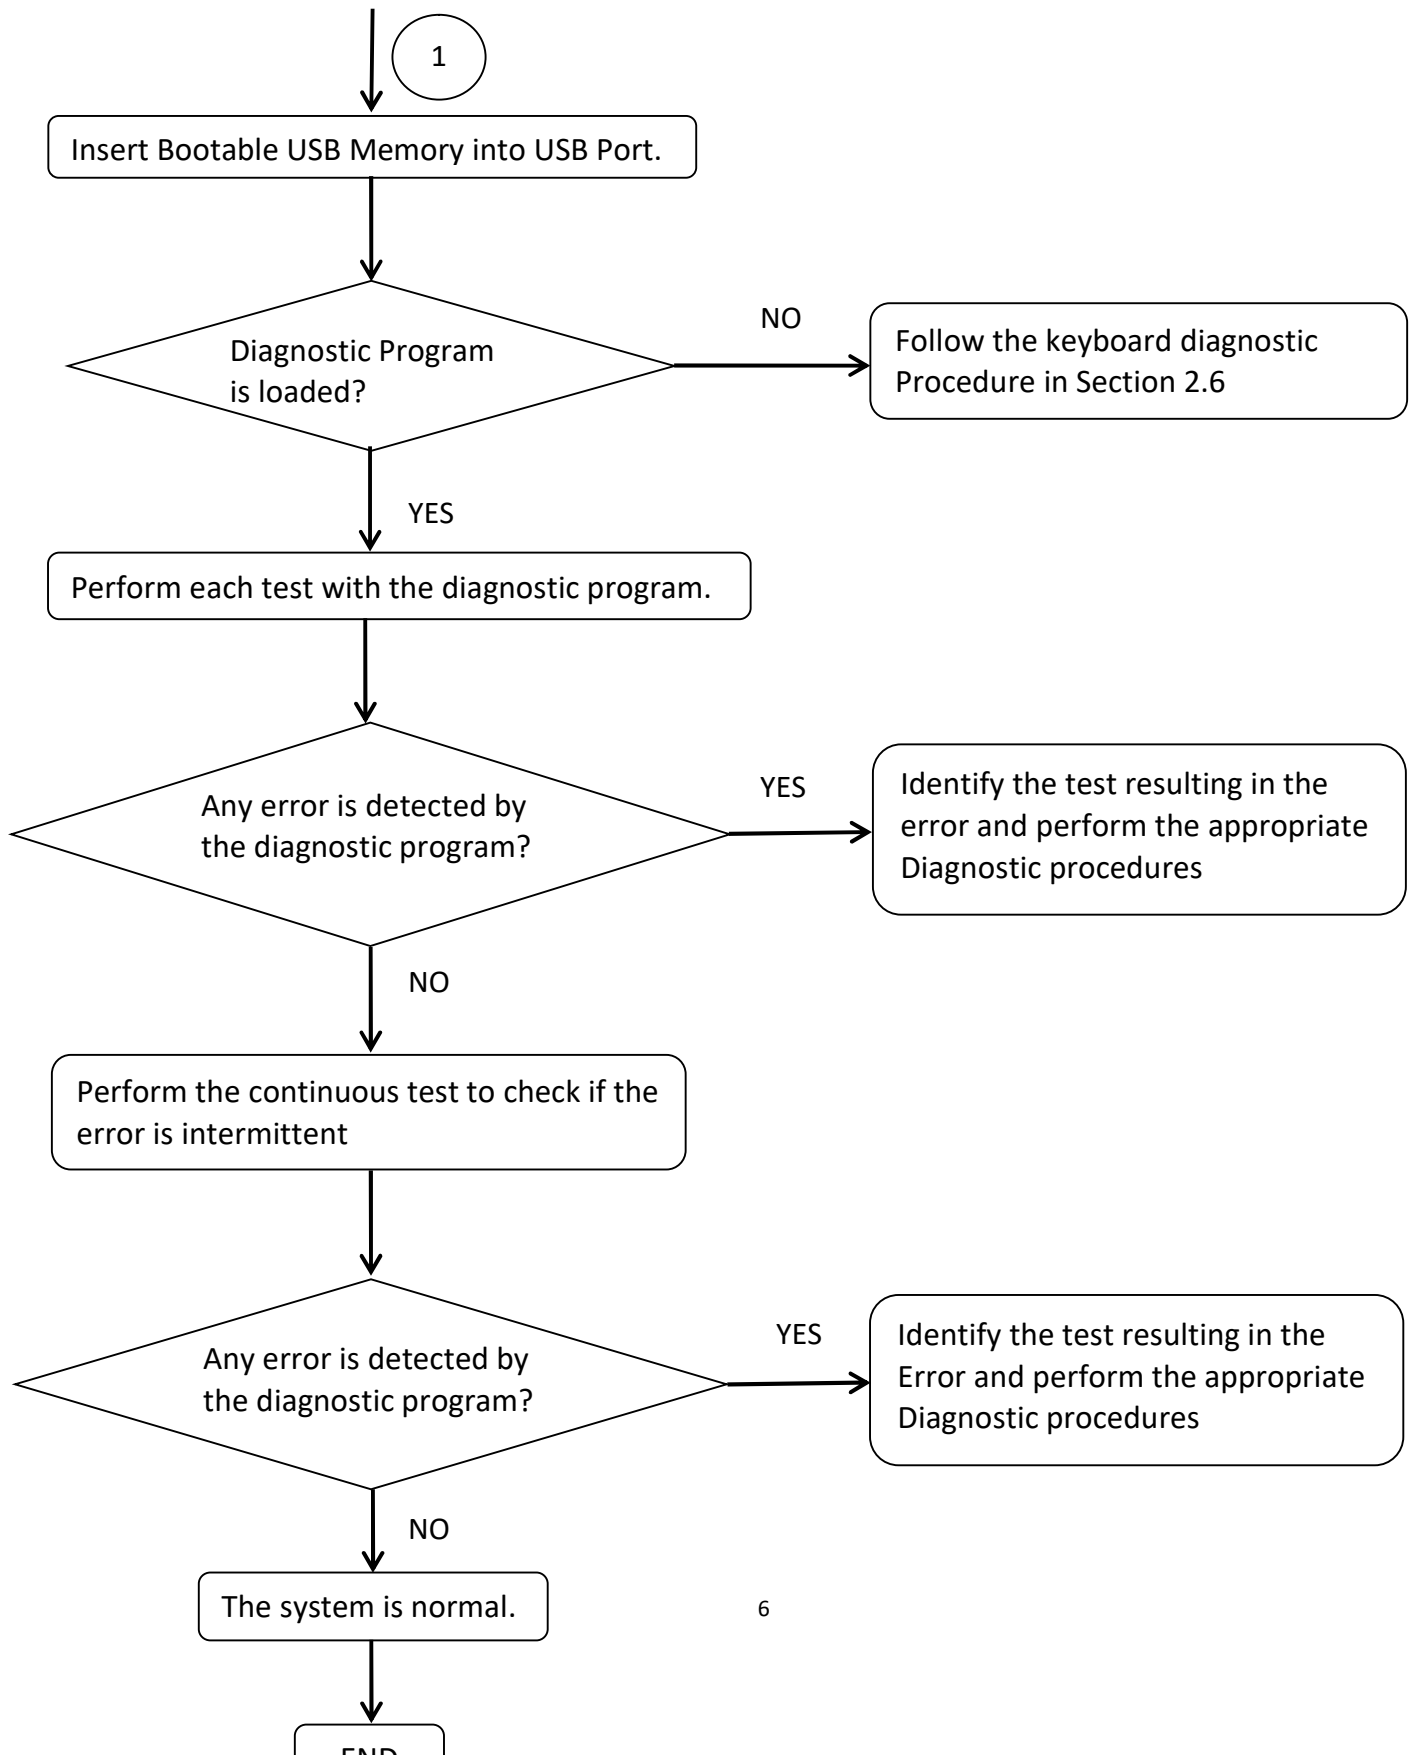 1
Insert Bootable USB Memory into USB Port.
NO
Diagnostic Program
is loaded?
Follow the keyboard diagnostic
Procedure in Section 2.6
YES
Perform each test with the diagnostic program.
Any error is detected by
the diagnostic program?
YES
Identify the test resulting in the
error and perform the appropriate
Diagnostic procedures
NO
Perform the continuous test to check if the
error is intermittent
Any error is detected by
the diagnostic program?
YES
Identify the test resulting in the
Error and perform the appropriate
Diagnostic procedures
NO
The system is normal.
6
END